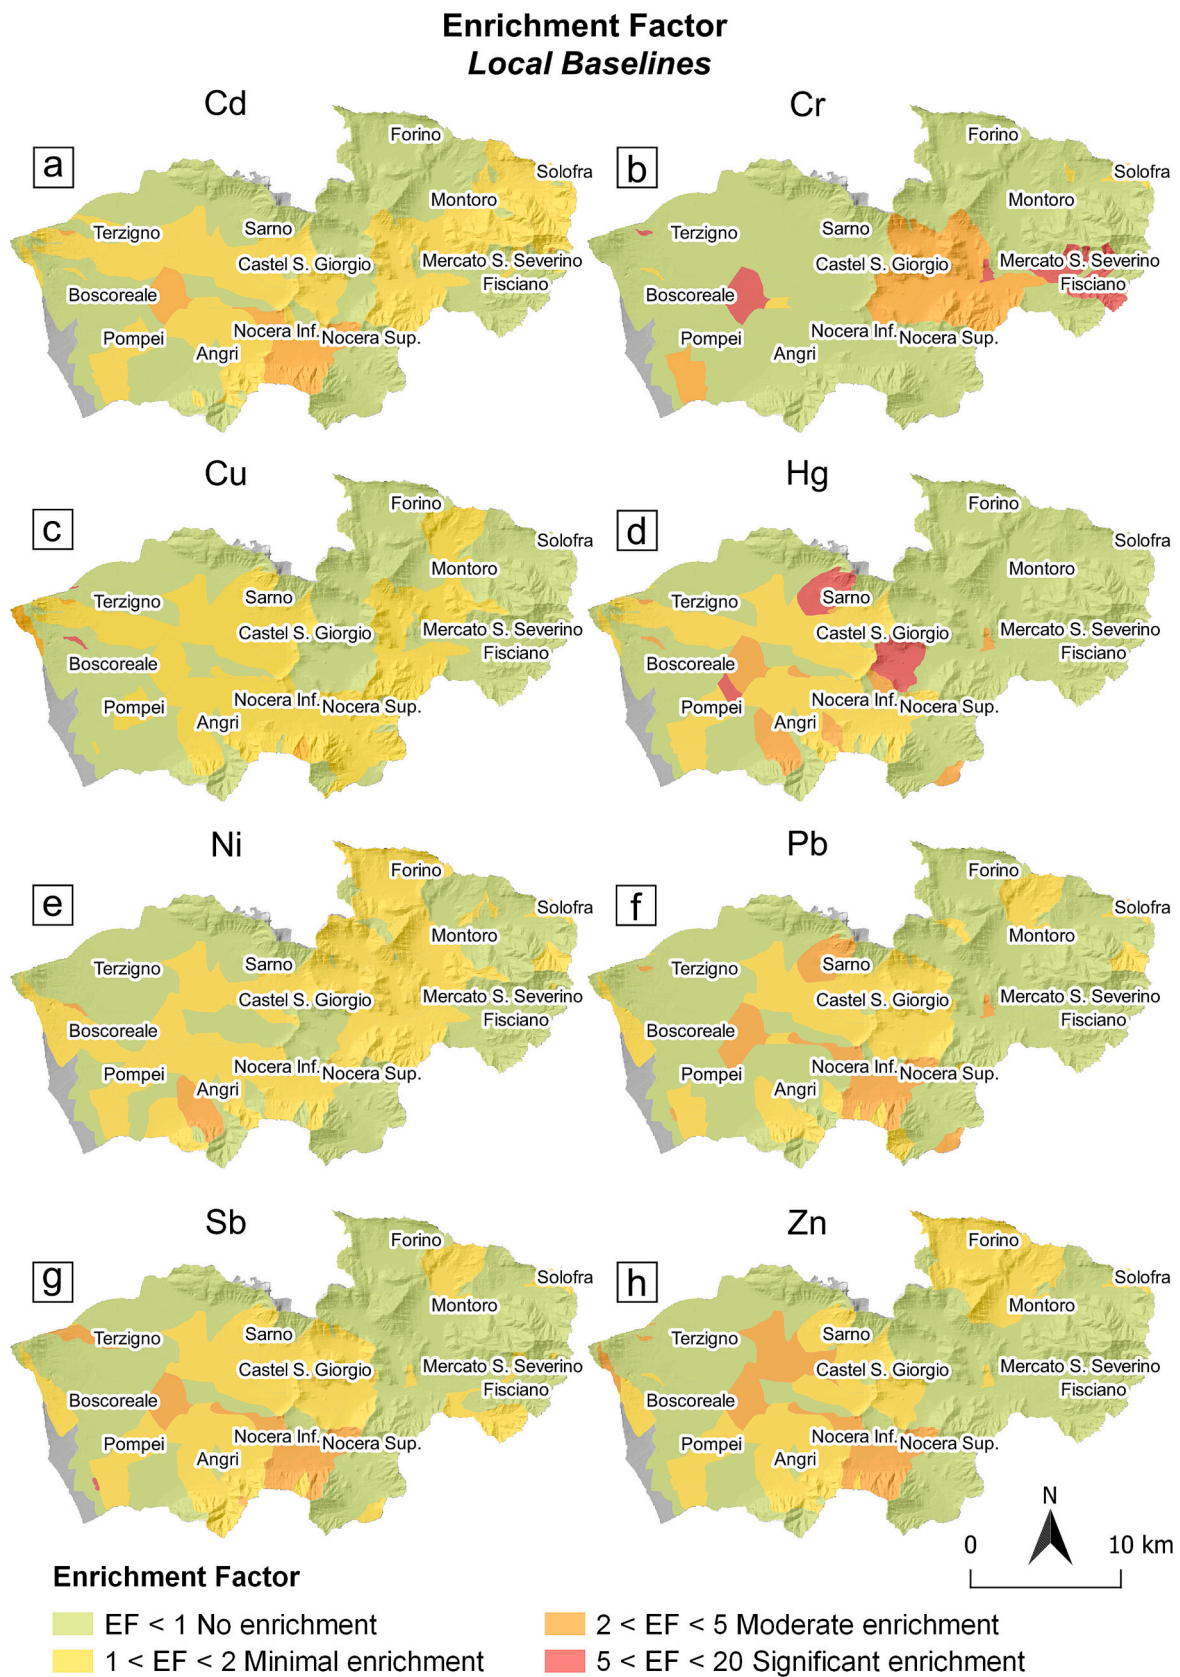 Enrichment Factor
Local Baselines
Cd
Cr
a
Forino
Solofra
Montoro
Terzigno
Sarno
Castel S. Giorgio
Mercato S. Severino
Fisciano
Boscoreale
Pompei
Nocera Inf.
Nocera Sup.
Angri
b
Forino
Solofra
Montoro
Terzigno
Sarno
Castel S. Giorgio
Mercato S. Severino
Fisciano
Boscoreale
Pompei
Nocera Inf.
Nocera Sup.
Angri
Cu
Hg
c
Forino
Solofra
Montoro
Terzigno
Sarno
Castel S. Giorgio
Mercato S. Severino
Fisciano
Boscoreale
Pompei
Nocera Inf.
Nocera Sup.
Angri
d
Forino
Solofra
Montoro
Terzigno
Sarno
Castel S. Giorgio
Mercato S. Severino
Fisciano
Boscoreale
Pompei
Nocera Inf.
Nocera Sup.
Angri
Ni
Pb
e
Forino
Solofra
Montoro
Terzigno
Sarno
Castel S. Giorgio
Mercato S. Severino
Fisciano
Boscoreale
Pompei
Nocera Inf.
Nocera Sup.
Angri
f
Forino
Solofra
Montoro
Terzigno
Sarno
Castel S. Giorgio
Mercato S. Severino
Fisciano
Boscoreale
Pompei
Nocera Inf.
Nocera Sup.
Angri
Sb
Zn
g
Forino
Solofra
Montoro
Terzigno
Sarno
Castel S. Giorgio
Mercato S. Severino
Fisciano
Boscoreale
Pompei
Nocera Inf.
Nocera Sup.
Angri
h
Forino
Solofra
Montoro
Terzigno
Sarno
Castel S. Giorgio
Mercato S. Severino
Fisciano
Boscoreale
Pompei
Nocera Inf.
Nocera Sup.
Angri
N
0 10 km
Enrichment Factor
EF < 1 No enrichment
1 < EF < 2 Minimal enrichment
2 < EF < 5 Moderate enrichment
5 < EF < 20 Significant enrichment